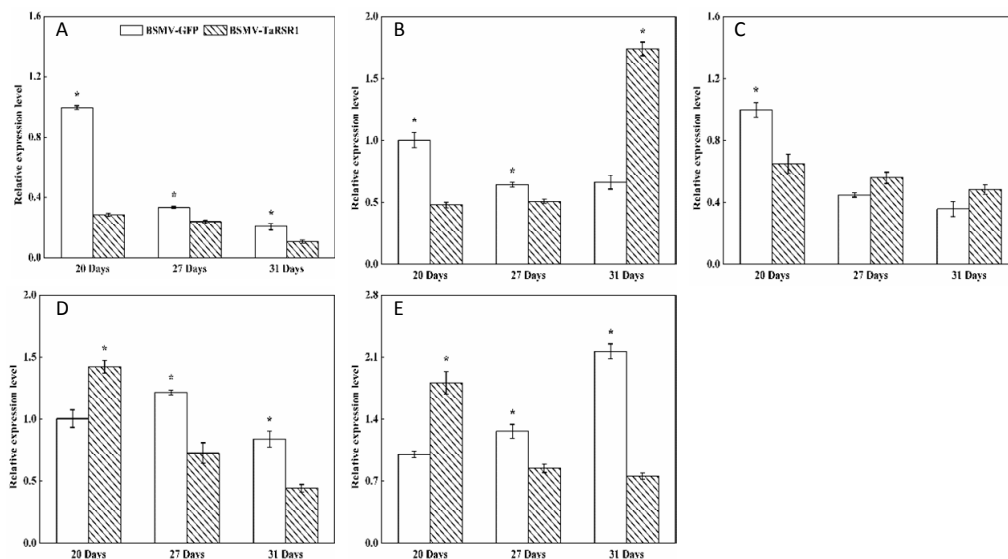 A
BSMV-GFP BSMV-TaRSR1
Relative expression level
1.6
1.2
0.8
0.4
0.0
*
*
*
20 Days 27 Days 31 Days
B
Relative expression level
2.0
1.5
1.0
0.5
0.0
*
*
*
20 Days 27 Days 31 Days
C
Relative expression level
1.6
1.2
0.8
0.4
0.0
*
20 Days 27 Days 31 Days
D
Relative expression level
2.0
1.5
1.0
0.5
0.0
*
*
*
20 Days 27 Days 31 Days
E
Relative expression level
2.8
2.1
1.4
0.7
0.0
*
*
*
20 Days 27 Days 31 Days